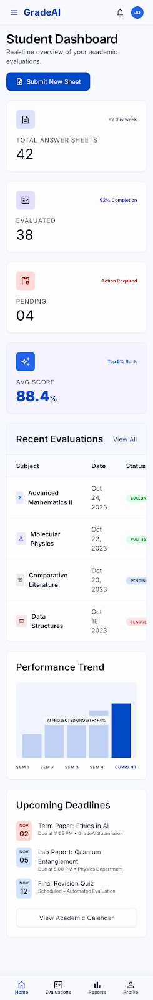 GradeAI
JD
Student Dashboard
Real-time overview of your academic
evaluations.
Submit New Sheet
+2 this week
TOTAL ANSWER SHEETS
42
92% Completion
EVALUATED
38
Action Required
PENDING
04
Top 5% Rank
AVG SCORE
88.4%
Recent Evaluations View All
Subject Date Status
Advanced
Mathematics II
Oct
24,
2023
EVALUA
Molecular
Physics
Oct
22,
2023
EVALUA
Comparative
Literature
Oct
20,
2023
PENDING
Data
Structures
Oct
18,
2023
FLAGGE
Performance Trend
AI PROJECTED GROWTH: +4%
SEM 1 SEM 2 SEM 3 SEM 4 CURRENT
Upcoming Deadlines
NOV
02
Term Paper: Ethics in AI
Due at 11:59 PM • GradeAI Submission
NOV
05
Lab Report: Quantum
Entanglement
Due at 5:00 PM • Physics Department
NOV
12
Final Revision Quiz
Scheduled • Automated Evaluation
View Academic Calendar
Home Evaluations Reports Profile